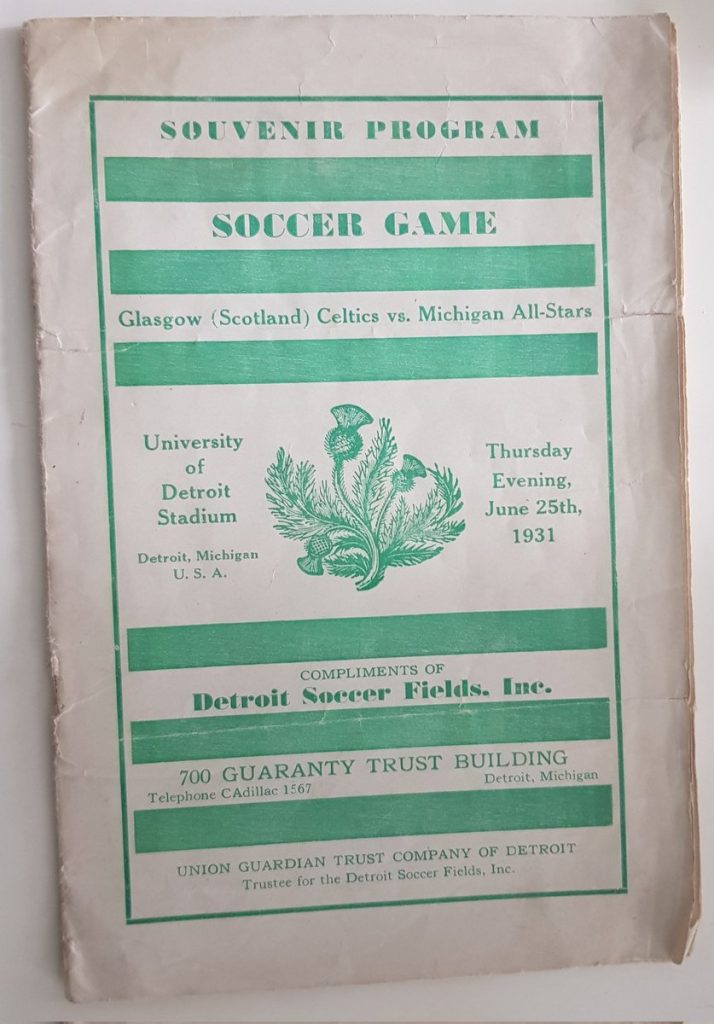 SOUVENIR PROGRAM
SOCCER GAME
Glasgow (Scotland) Celtics vs. Michigan All-Stars
University
of
Detroit
Stadium
Detroit, Michigan
U. S. A.
Thursday
Evening,
June 25th,
1931
COMPLIMENTS OF
Detroit Soccer Fields, Inc.
700 GUARANTY TRUST BUILDING
Telephone CAdillac 1567
Detroit, Michigan
UNION GUARDIAN TRUST COMPANY OF DETROIT
Trustee for the Detroit Soccer Fields, Inc.